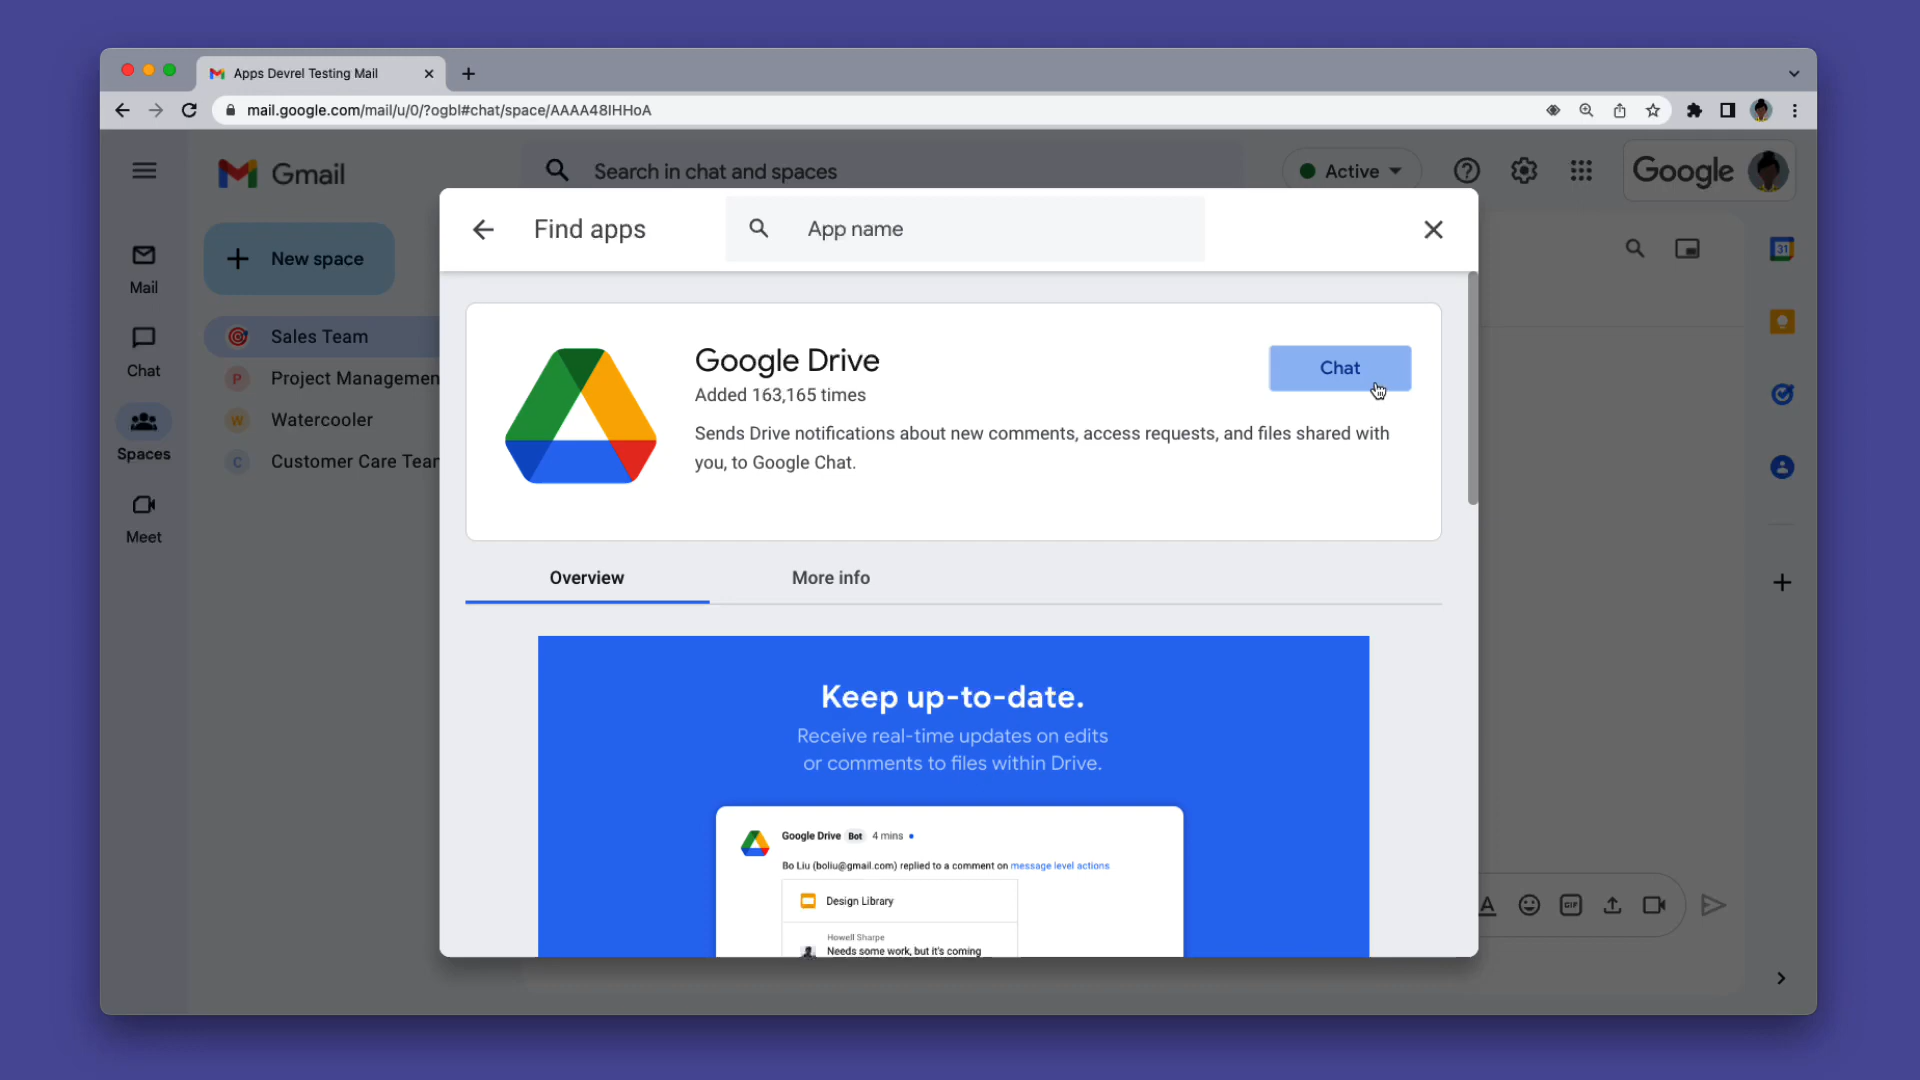 Apps Devrel Testing Mail
mail.google.com/mail/u/0/?ogbl#chat/space/AAAA48IHHoA
Gmail
Search in chat and spaces
Active
Google
Find apps
App name
Mail
New space
31
Sales Team
Chat
P Project Managemen
W Watercooler
Spaces
C Customer Care Tear
Meet
Google Drive
Chat
Added 163,165 times
Sends Drive notifications about new comments, access requests, and files shared with
you, to Google Chat.
Overview
More info
Keep up-to-date.
Receive real-time updates on edits
or comments to files within Drive.
Google Drive Bot 4 mins
Bo Liu (boliu@gmail.com) replied to a comment on message level actions
Design Library
Howell Sharpe
Needs some work, but it's coming
A
GIF